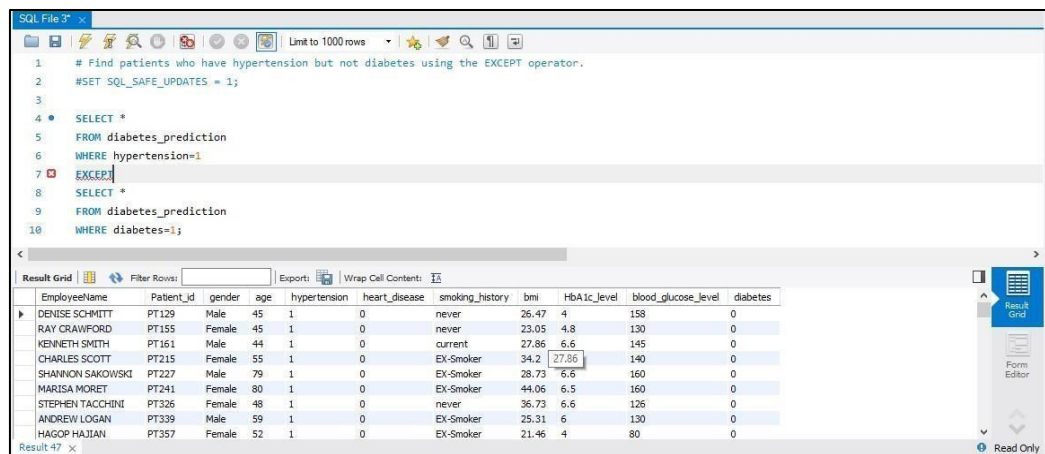 SQL File 3*
Limit to 1000 rows
1 # Find patients who have hypertension but not diabetes using the EXCEPT operator.
2 #SET SQL_SAFE_UPDATES = 1;
3
4 SELECT *
5 FROM diabetes_prediction
6 WHERE hypertension=1
7 EXCEPT
8 SELECT *
9 FROM diabetes_prediction
10 WHERE diabetes=1;
Result Grid Filter Rows: Export: Wrap Cell Content:
EmployeeName Patient_id gender age hypertension heart_disease smoking_history bmi HbA1c_level blood_glucose_level diabetes
DENISE SCHMITT PT129 Male 45 1 0 never 26.47 4 158 0
RAY CRAWFORD PT155 Female 45 1 0 never 23.05 4.8 130 0
KENNETH SMITH PT161 Male 44 1 0 current 27.86 6.6 145 0
CHARLES SCOTT PT215 Female 55 1 0 EX-Smoker 34.2 27.86 140 0
SHANNON SAKOWSKI PT227 Male 79 1 0 EX-Smoker 28.73 6.6 160 0
MARISA MORET PT241 Female 80 1 0 EX-Smoker 44.06 6.5 160 0
STEPHEN TACCHINI PT326 Female 48 1 0 never 36.73 6.6 126 0
ANDREW LOGAN PT339 Male 59 1 0 EX-Smoker 25.31 6 130 0
HAGOP HAJIAN PT357 Female 52 1 0 EX-Smoker 21.46 4 80 0
Result
Grid
Form
Editor
Result 47
Read Only